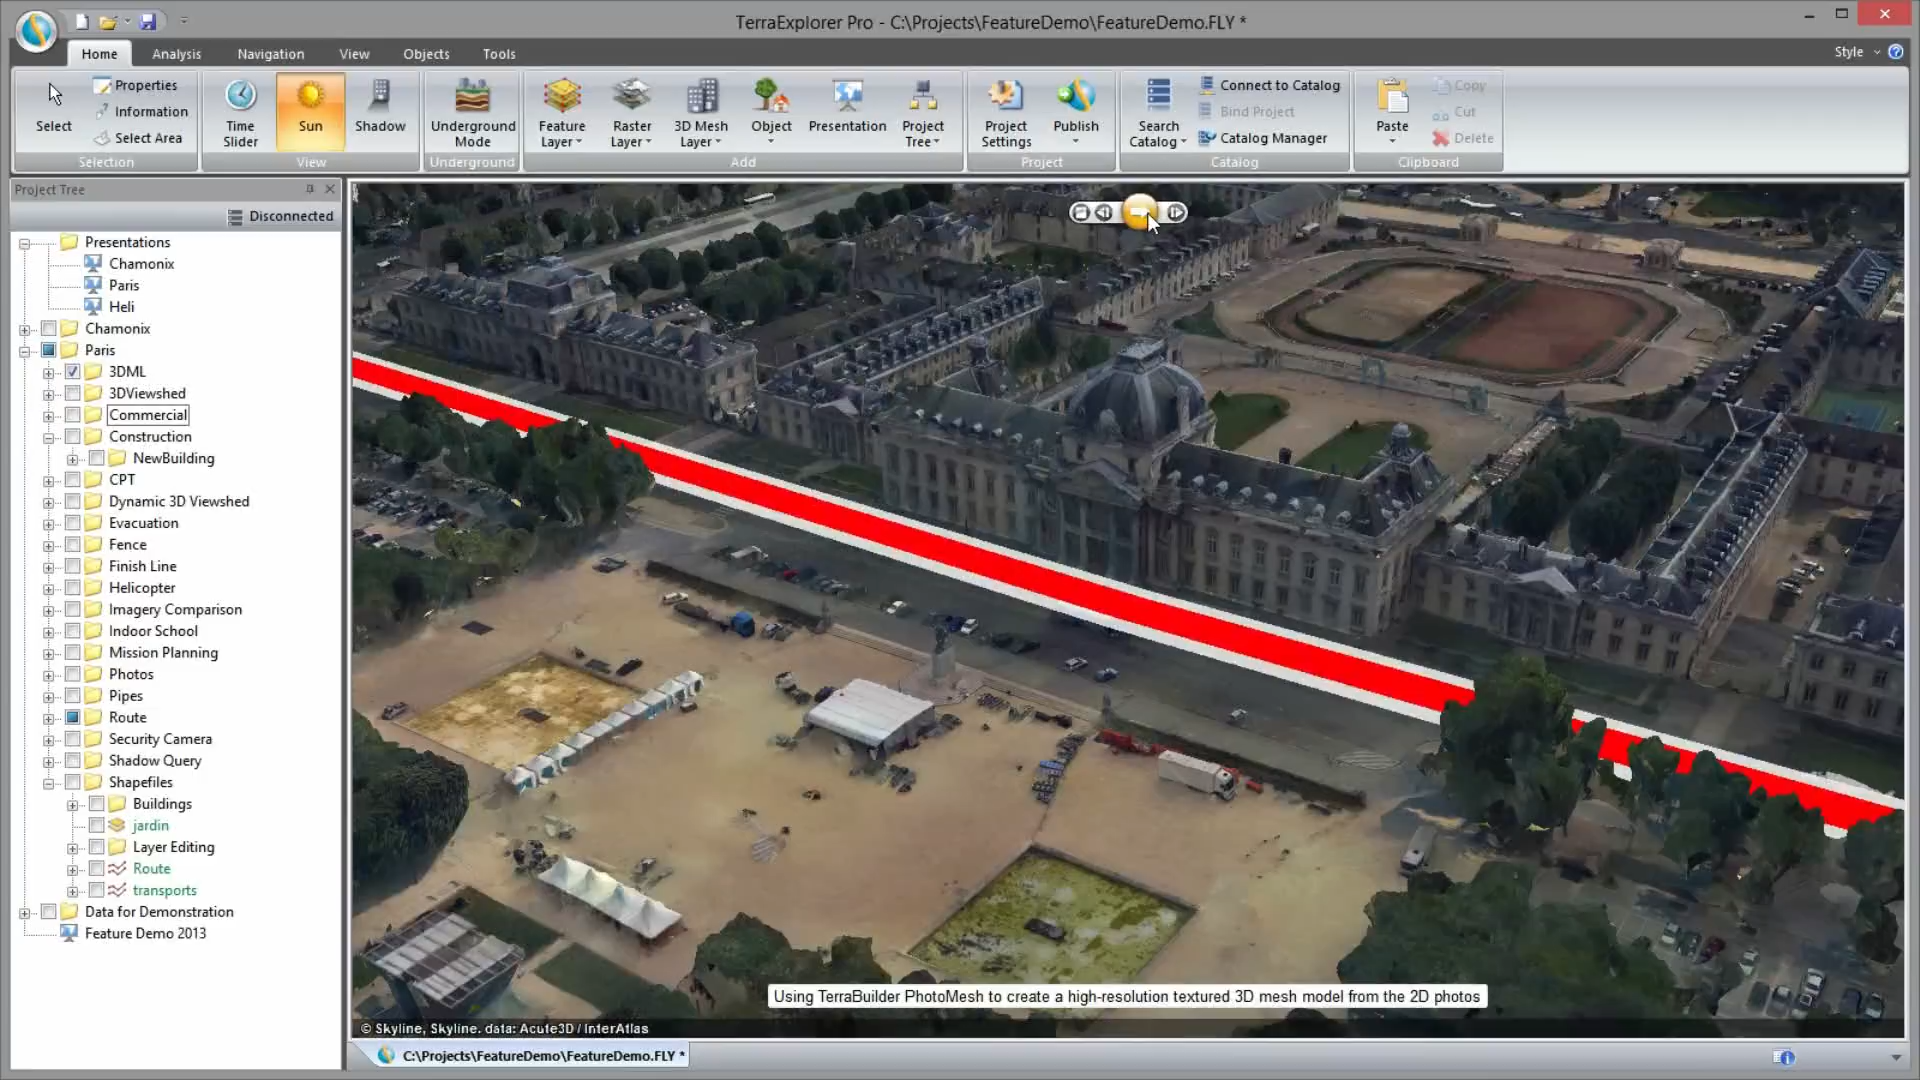 TerraExplorer Pro - C:\Projects\FeatureDemo\FeatureDemo.FLY *
Home Analysis Navigation View Objects Tools
Style
Select
Properties
Information
Select Area
Selection
Time Slider
Sun
Shadow
View
Underground Mode
Underground
Feature Layer
Raster Layer
3D Mesh Layer
Object
Presentation
Project Tree
Add
Project Settings
Publish
Project
Search Catalog
Connect to Catalog
Bind Project
Catalog Manager
Catalog
Paste
Copy
Cut
Delete
Clipboard
Project Tree
Disconnected
Presentations
Chamonix
Paris
Heli
Chamonix
Paris
3DML
3DViewshed
Commercial
Construction
NewBuilding
CPT
Dynamic 3D Viewshed
Evacuation
Fence
Finish Line
Helicopter
Imagery Comparison
Indoor School
Mission Planning
Photos
Pipes
Route
Security Camera
Shadow Query
Shapefiles
Buildings
jardin
Layer Editing
Route
transports
Data for Demonstration
Feature Demo 2013
Using TerraBuilder PhotoMesh to create a high-resolution textured 3D mesh model from the 2D photos
© Skyline, Skyline. data: Acute3D / InterAtlas
C:\Projects\FeatureDemo\FeatureDemo.FLY *